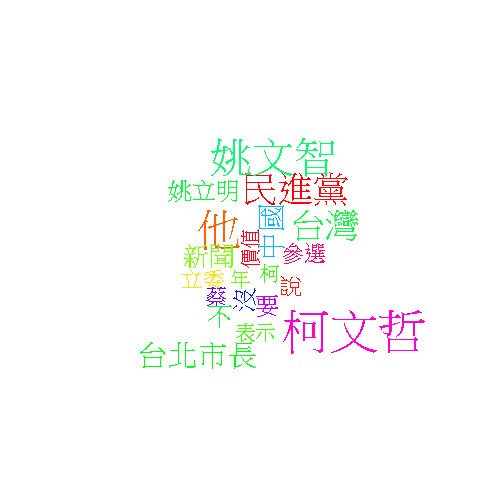 姚文智
姚立明
民進黨
他
中國
台灣
新聞
價值
參選
立委
年
柯
說
蔡
沒
要
不
表示
柯文哲
台北市長